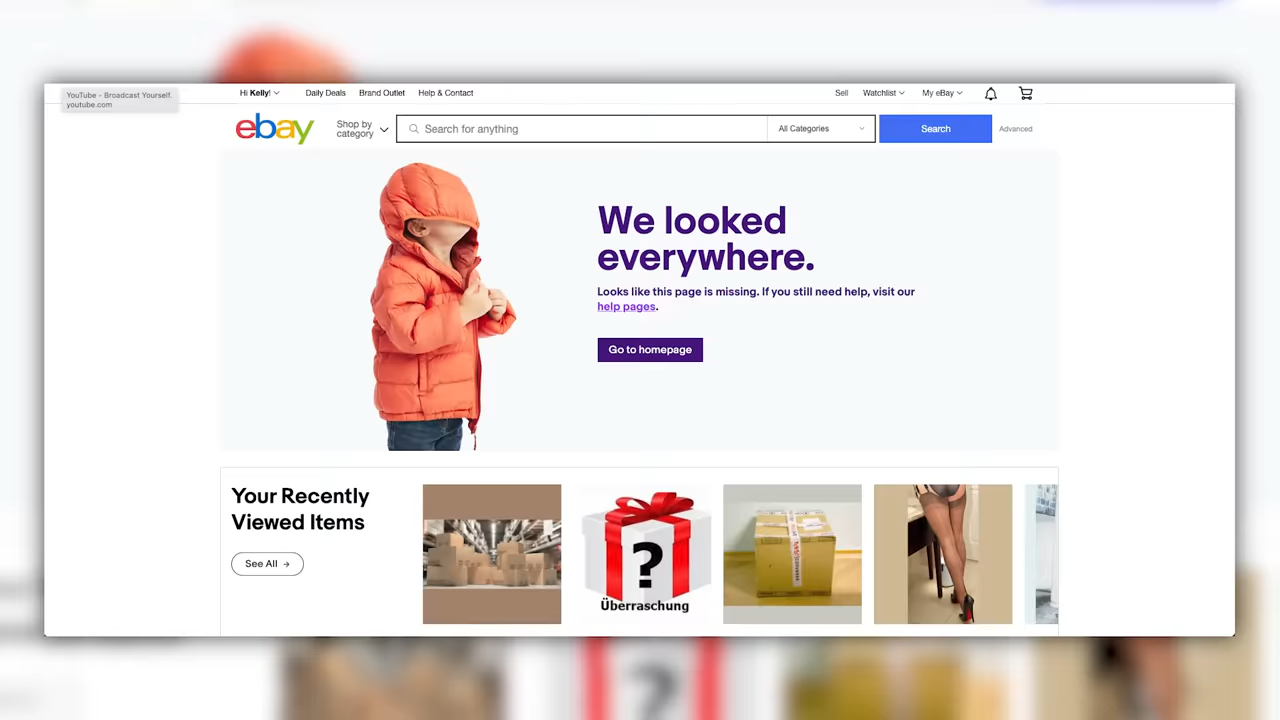 YouTube - Broadcast Yourself.
youtube.com
Hi Kelly! Daily Deals Brand Outlet Help & Contact Sell Watchlist My eBay
ebay
Shop by
category
Search for anything
All Categories
Search
Advanced
We looked
everywhere.
Looks like this page is missing. If you still need help, visit our
help pages.
Go to homepage
Your Recently
Viewed Items
See All
?
Überraschung